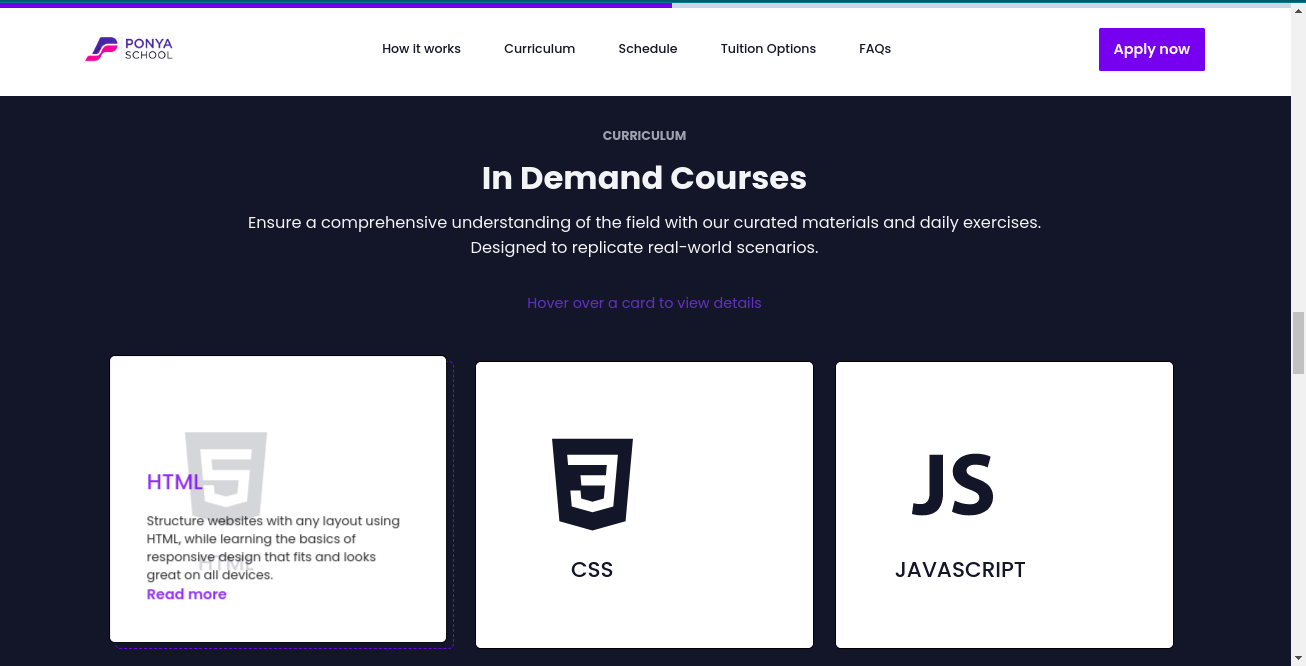 PONYA
SCHOOL
How it works
Curriculum
Schedule
Tuition Options
FAQs
Apply now
CURRICULUM
In Demand Courses
Ensure a comprehensive understanding of the field with our curated materials and daily exercises.
Designed to replicate real-world scenarios.
Hover over a card to view details
HTML
Structure websites with any layout using
HTML, while learning the basics of
responsive design that fits and looks
great on all devices.
Read more
HTML
CSS
JS
JAVASCRIPT